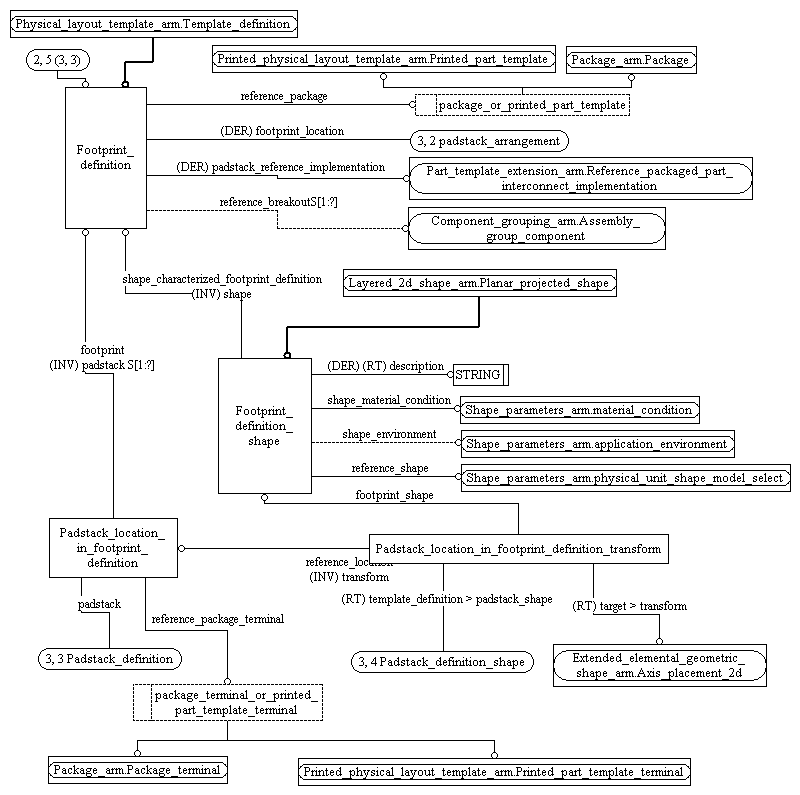 Physical_layout_template_arm.Template_definition
2, 5 (3, 3)
Printed_physical_layout_template_arm.Printed_part_template
Package_arm.Package
reference_package
package_or_printed_part_template
Footprint_
definition
(DER) footprint_location
3, 2 padstack_arrangement
(DER) padstack_reference_implementation
Part_template_extension_arm.Reference_packaged_part_
interconnect_implementation
reference_breakoutS[1:?]
Component_grouping_arm.Assembly_
group_component
shape_characterized_footprint_definition
(INV) shape
Layered_2d_shape_arm.Planar_projected_shape
footprint
(INV) padstack S[1:?]
Footprint_
definition_
shape
(DER) (RT) description
STRING
shape_material_condition
Shape_parameters_arm.material_condition
shape_environment
Shape_parameters_arm.application_environment
reference_shape
Shape_parameters_arm.physical_unit_shape_model_select
footprint_shape
Padstack_location_
in_footprint_
definition
Padstack_location_in_footprint_definition_transform
reference_location
(INV) transform
padstack
reference_package_terminal
(RT) template_definition > padstack_shape
(RT) target > transform
3, 3 Padstack_definition
3, 4 Padstack_definition_shape
Extended_elemental_geometric_
shape_arm.Axis_placement_2d
package_terminal_or_printed_
part_template_terminal
Package_arm.Package_terminal
Printed_physical_layout_template_arm.Printed_part_template_terminal